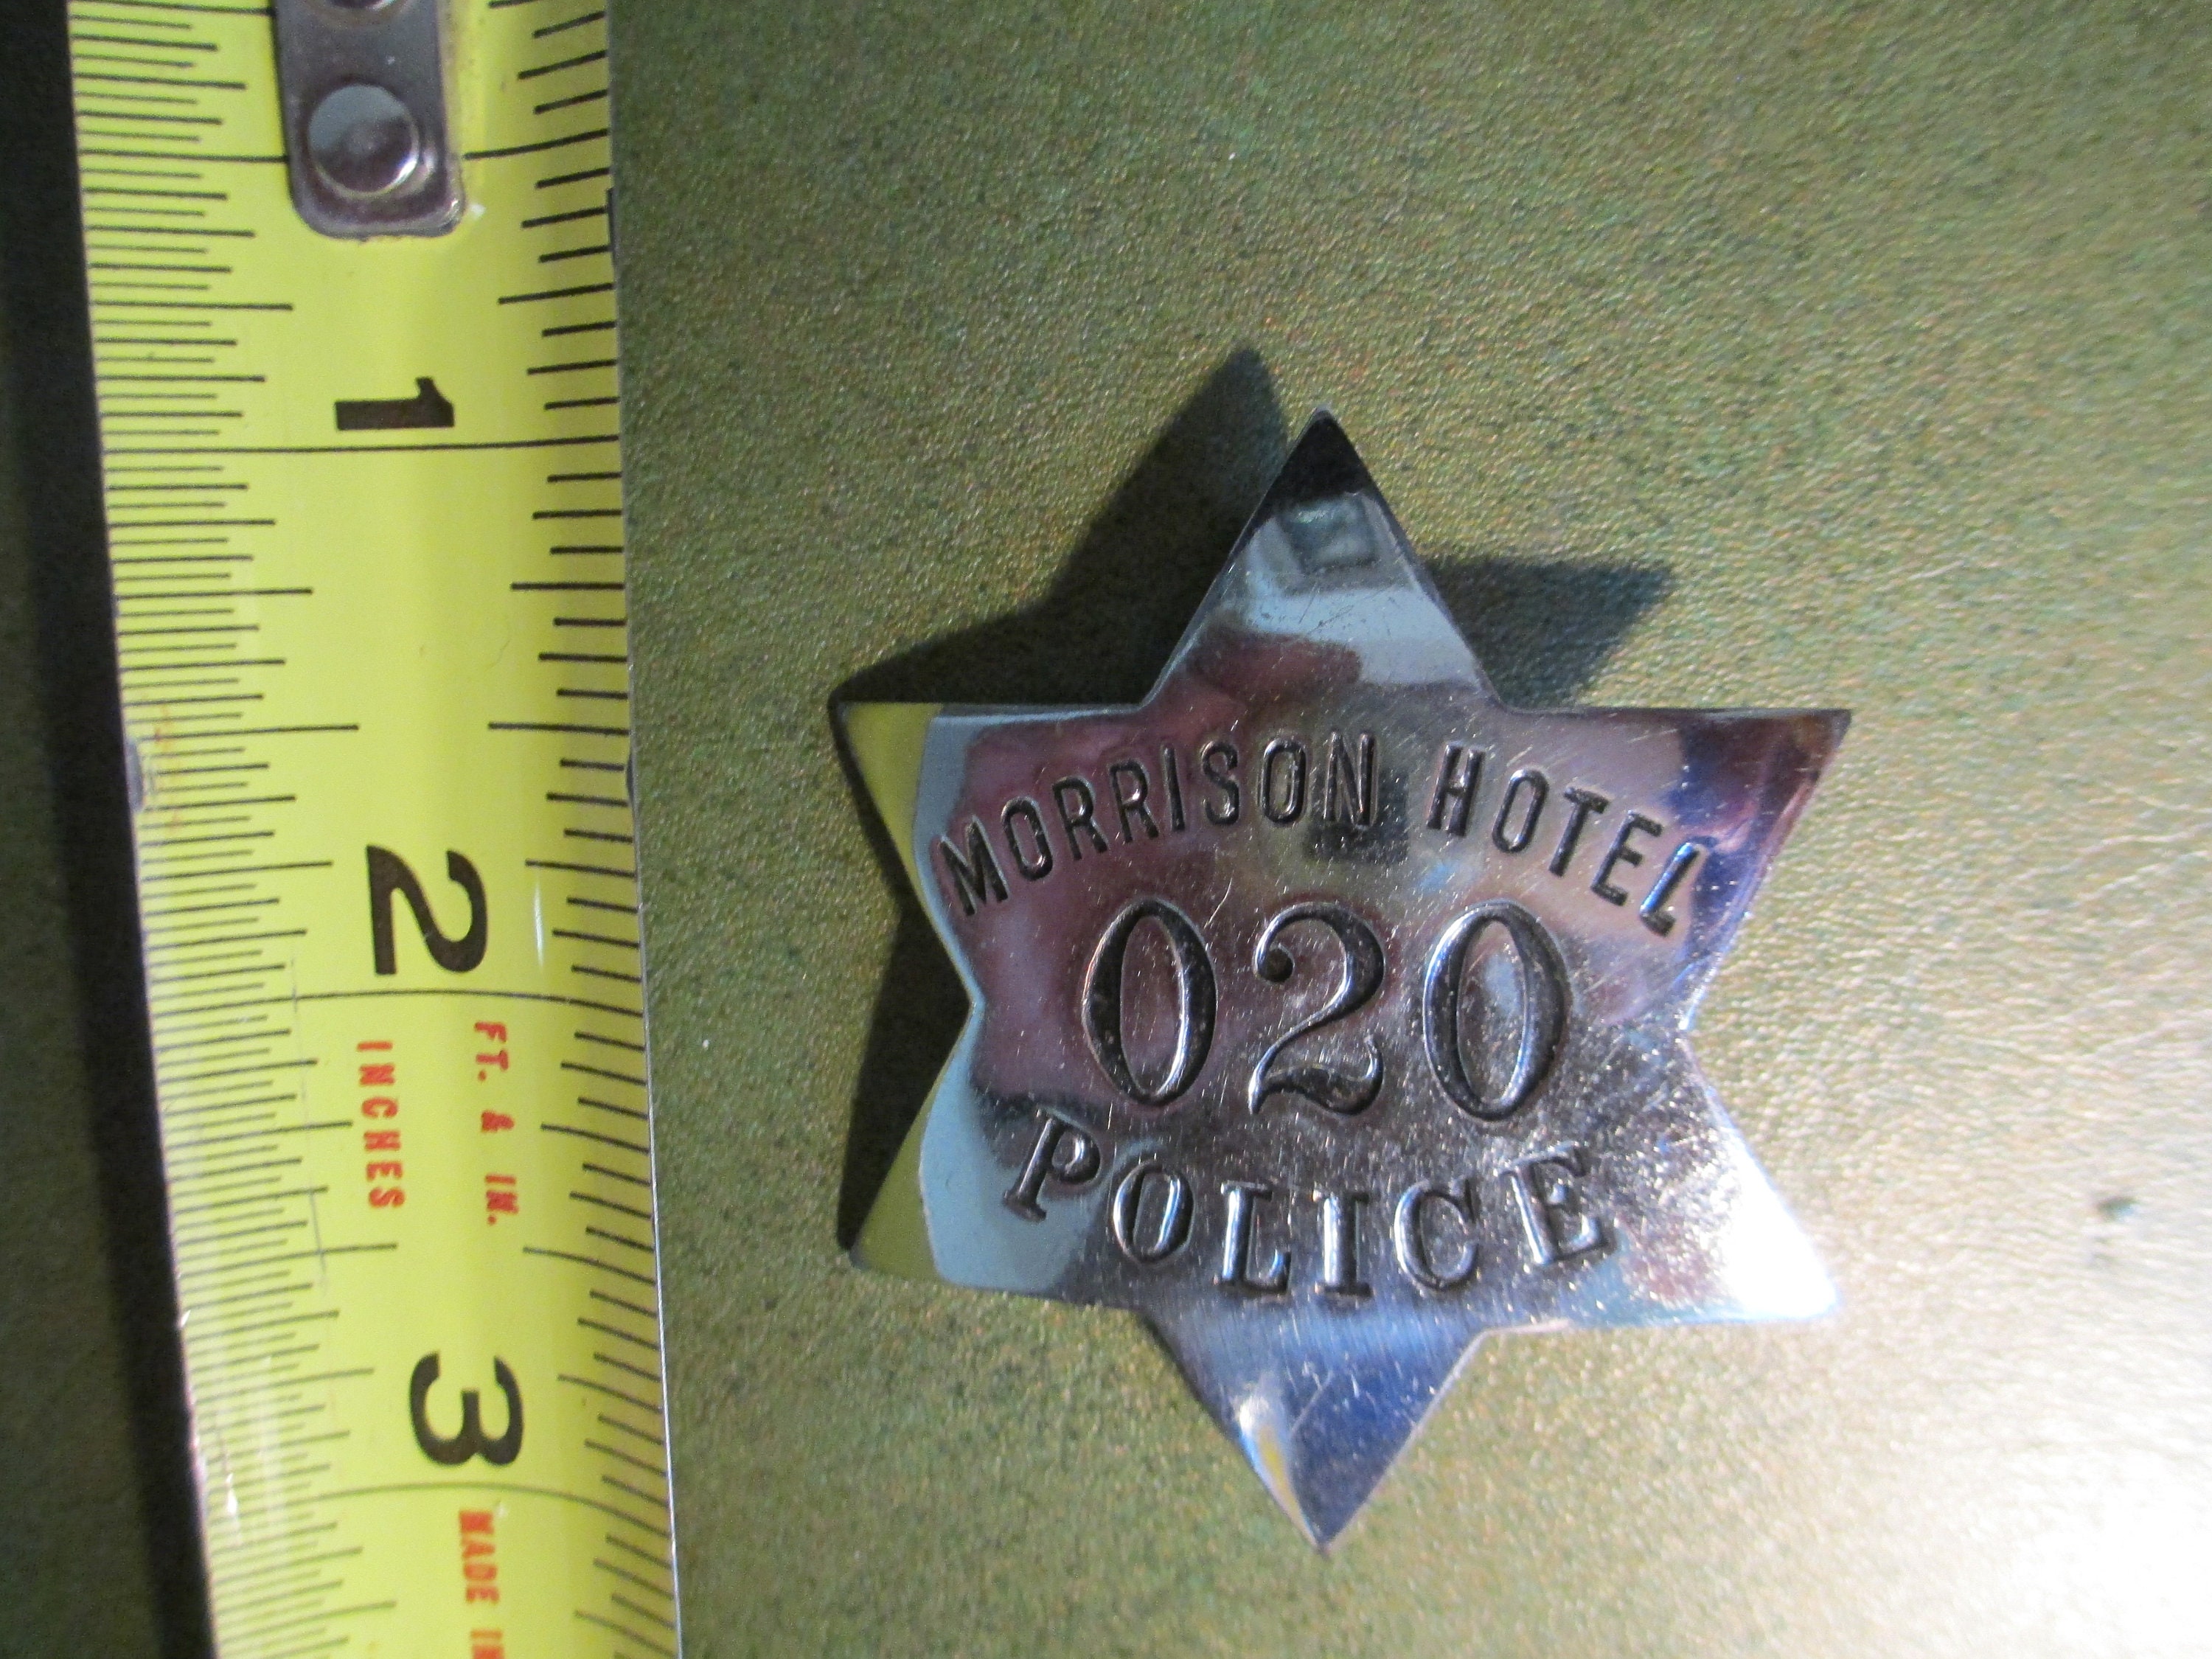 1
2
FT. & IN.
INCHES
3
MADE IN
MORRISON HOTEL
020
POLICE